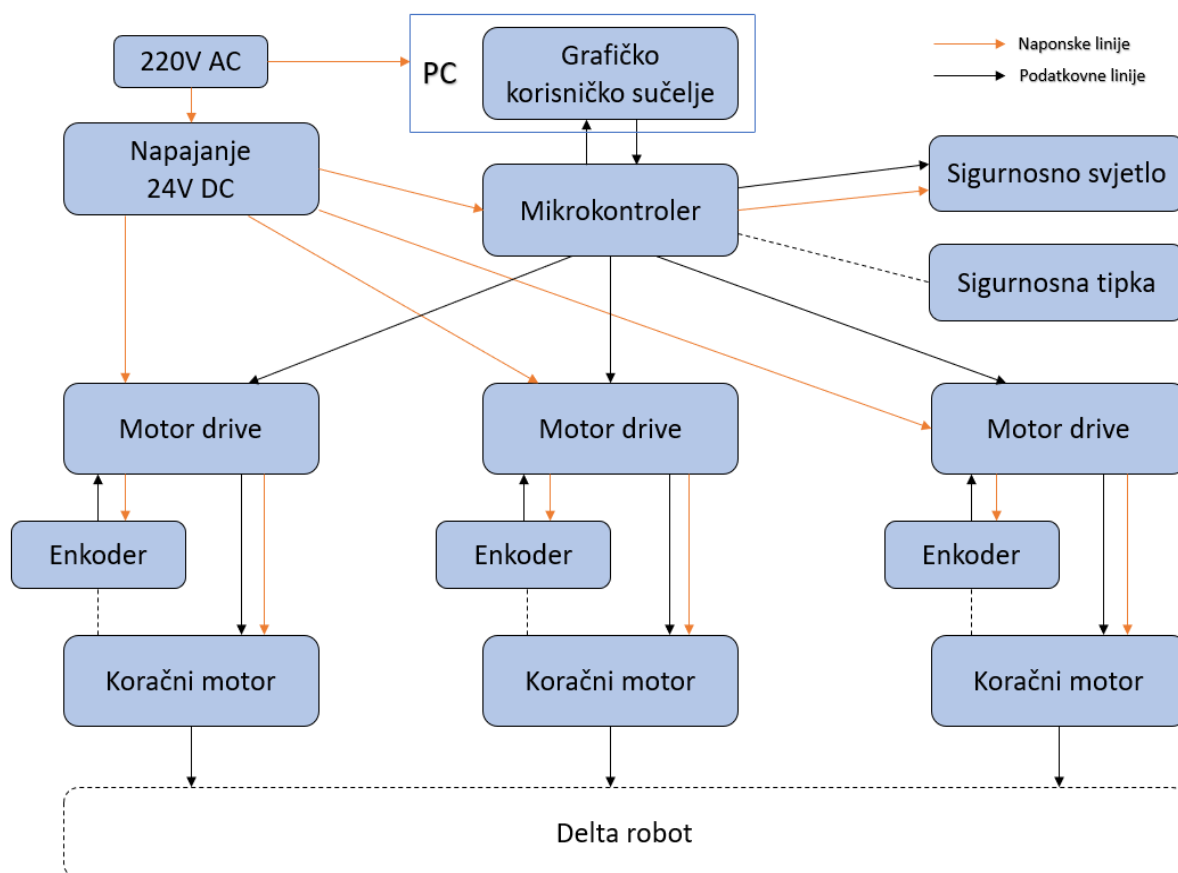 220V AC
PC
Grafičko
korisničko sučelje
Naponske linije
Podatkovne linije
Napajanje
24V DC
Mikrokontroler
Sigurnosno svjetlo
Sigurnosna tipka
Motor drive
Motor drive
Motor drive
Enkoder
Enkoder
Enkoder
Koračni motor
Koračni motor
Koračni motor
Delta robot